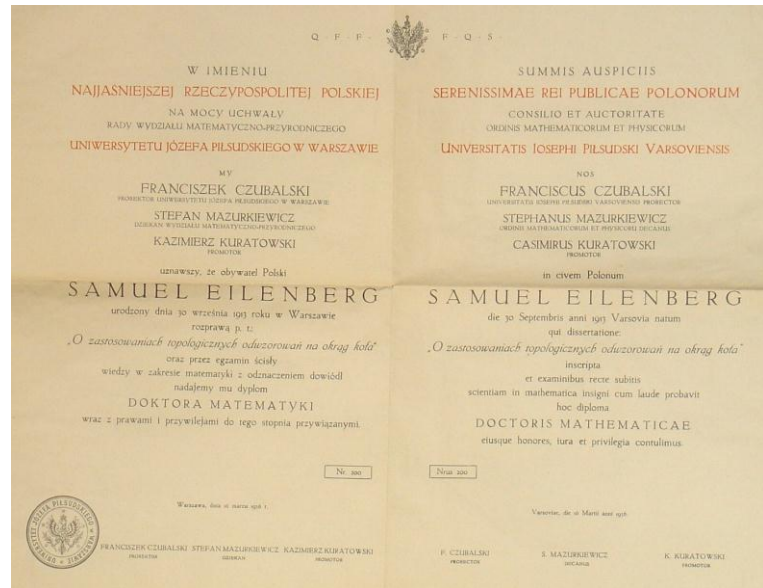 Q · F · F ·
F · Q · S ·
W IMIENIU
NAJJAŚNIEJSZEJ RZECZYPOSPOLITEJ POLSKIEJ
NA MOCY UCHWAŁY
RADY WYDZIAŁU MATEMATYCZNO-PRZYRODNICZEGO
UNIWERSYTETU JÓZEFA PIŁSUDSKIEGO W WARSZAWIE
MY
FRANCISZEK CZUBALSKI
PROREKTOR UNIWERSYTETU JÓZEFA PIŁSUDSKIEGO W WARSZAWIE
STEFAN MAZURKIEWICZ
DZIEKAN WYDZIAŁU MATEMATYCZNO-PRZYRODNICZEGO
KAZIMIERZ KURATOWSKI
PROMOTOR
uznawszy, że obywatel Polski
SAMUEL EILENBERG
urodzony dnia 30 września 1913 roku w Warszawie
rozprawą p. t.:
„O zastosowaniach topologicznych odwzorowań na okrąg koła"
oraz przez egzamin ścisły
wiedzy w zakresie matematyki z odznaczeniem dowiódł
nadajemy mu dyplom
DOKTORA MATEMATYKI
wraz z prawami i przywilejami do tego stopnia przywiązanymi.
Nr. 200
Warszawa, dnia marca 1936 r.
FRANCISZEK CZUBALSKI STEFAN MAZURKIEWICZ KAZIMIERZ KURATOWSKI
PROREKTOR DZIEKAN PROMOTOR
UNIWERSYTET JÓZEFA PIŁSUDSKIEGO W WARSZAWIE
SUMMIS AUSPICIIS
SERENISSIMAE REI PUBLICAE POLONORUM
CONSILIO ET AUCTORITATE
ORDINIS MATHEMATICORUM ET PHYSICORUM
UNIVERSITATIS IOSEPHI PIŁSUDSKI VARSOVIENSIS
NOS
FRANCISCUS CZUBALSKI
UNIVERSITATIS IOSEPHI PIŁSUDSKI VARSOVIENSIS PRORECTOR
STEPHANUS MAZURKIEWICZ
ORDINIS MATHEMATICORUM ET PHYSICORUM DECANUS
CASIMIRUS KURATOWSKI
PROMOTOR
in civem Polonum
SAMUEL EILENBERG
die 30 Septembris anni 1913 Varsovia natum
qui dissertatione:
„O zastosowaniach topologicznych odwzorowań na okrąg koła"
inscripta
et examinibus recte subitis
scientiam in mathematica insigni cum laude probavit
hoc diploma
DOCTORIS MATHEMATICAE
eiusque honores, iura et privilegia contulimus.
Nrus 200
Varsoviae, die Martii anni 1936
F. CZUBALSKI S. MAZURKIEWICZ K. KURATOWSKI
PRORECTOR DECANUS PROMOTOR